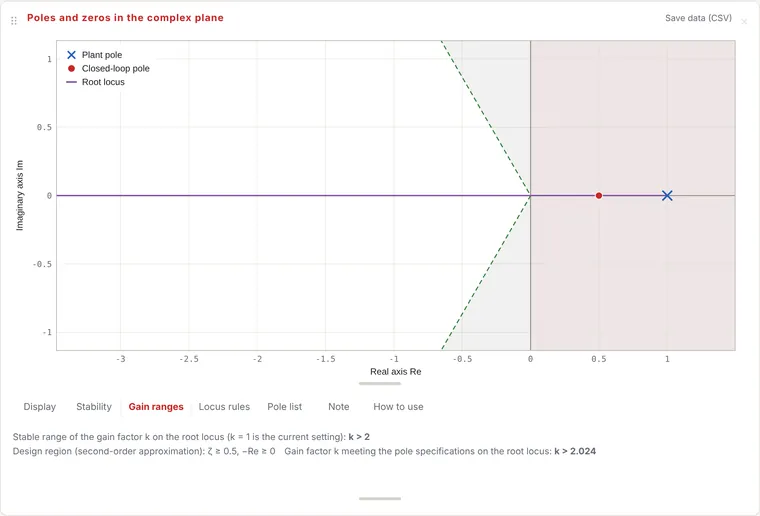 Poles and zeros in the complex plane
Save data (CSV)
×
Plant pole
Closed-loop pole
Root locus
Imaginary axis Im
1
0.5
0
-0.5
-1
-3
-2.5
-2
-1.5
-1
-0.5
0
0.5
1
Real axis Re
Display Stability Gain ranges Locus rules Pole list Note How to use
Stable range of the gain factor k on the root locus (k = 1 is the current setting): k > 2
Design region (second-order approximation): ζ ≥ 0.5, −Re ≥ 0 Gain factor k meeting the pole specifications on the root locus: k > 2.024